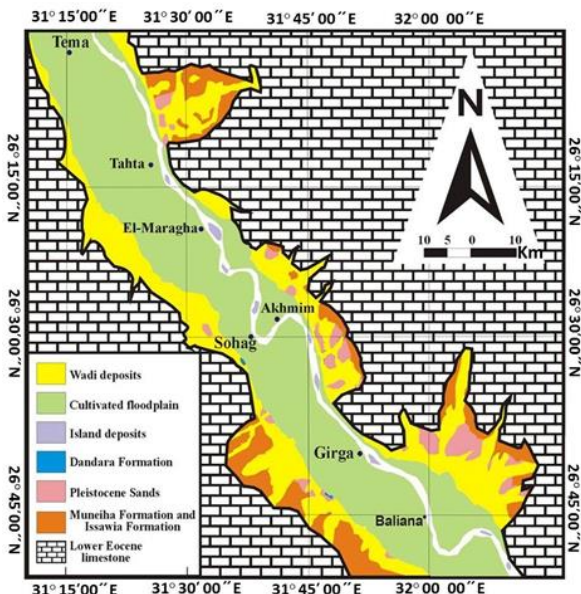 31°15′00″E 31°30′00″E 31°45′00″E 32°00′00″E
Tema
N
26°15′00″N
26°15′00″N
Tahta
El-Maragha
10 5 0 10
Km
Akhmim
26°30′00″N
26°30′00″N
Sohag
Wadi deposits
Cultivated floodplain
Island deposits
Dandara Formation
Pleistocene Sands
Muneiha Formation and
Issawia Formation
Lower Eocene
limestone
Girga
Baliana
26°45′00″N
26°45′00″N
31°15′00″E 31°30′00″E 31°45′00″E 32°00′00″E